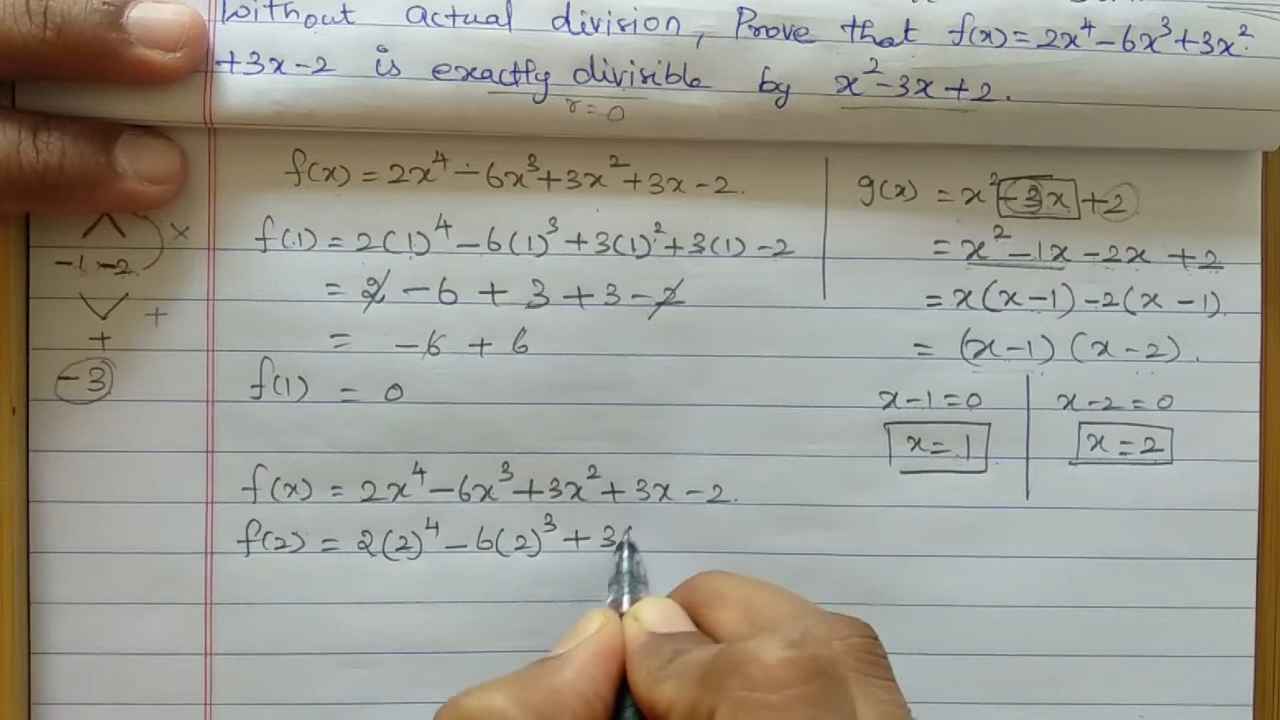 Without actual division, Prove that f(x) = 2x⁴ - 6x³ + 3x²
+3x - 2 is exactly divisible by x² - 3x + 2.
r = 0
f(x) = 2x⁴ - 6x³ + 3x² + 3x - 2.
f(1) = 2(1)⁴ - 6(1)³ + 3(1)² + 3(1) - 2
= 2 - 6 + 3 + 3 - 2
= -6 + 6
f(1) = 0
f(x) = 2x⁴ - 6x³ + 3x² + 3x - 2.
f(2) = 2(2)⁴ - 6(2)³ + 3
g(x) = x² - 3x + 2
= x² - 1x - 2x + 2
= x(x-1) - 2(x-1)
= (x-1) (x-2).
x-1=0 x-2=0
x=1 x=2
×
-1 -2
+
+
-3